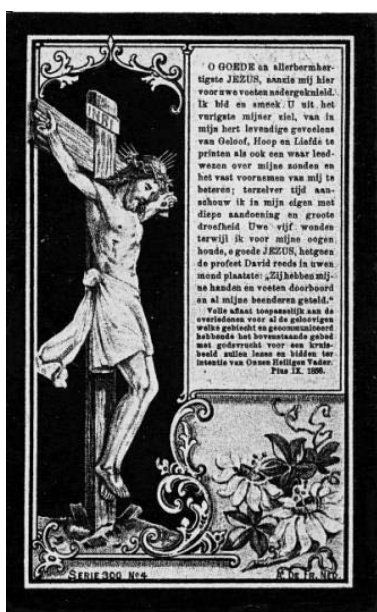 INRI
O GOEDE en allerbermher-
tigste JEZUS, aanzie mij hier
voor uwe voeten nedergeknield.
Ik bid en smeek U uit het
vurigste mijner ziel, van in
mijn hert levendige gevoelens
van Geloof, Hoop en Liefde te
printen als ook een waar leed-
wezen over mijne zonden en
het vast voornemen van mij te
beteren; terzelver tijd aan-
schouw ik in mijn eigen met
diepe aandoening en groote
droefheid Uwe vijf wonden
terwijl ik voor mijne oogen
houde, o goede JEZUS, hetgeen
de profeet David reeds in uwen
mond plaatste: „Zij hebben mij-
ne handen en voeten doorboord
en al mijne beenderen geteld.“
Volle aflaat toepasselijk aan de
overledenen voor al de geloovigen
welke gebiecht en gecommuniceerd
hebbende het bovenstaande gebed
met godsvrucht voor een kruis-
beeld zullen lezen en bidden ter
intentie van Onzen Heiligen Vader.
Pius IX. 1858.
SERIE 300 No 4